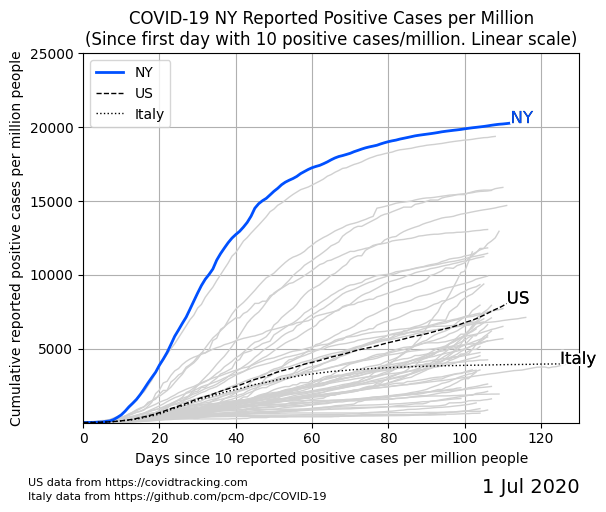 COVID-19 NY Reported Positive Cases per Million
(Since first day with 10 positive cases/million. Linear scale)
Cumulative reported positive cases per million people
25000
20000
15000
10000
5000
NY
US
Italy
NY
US
Italy
0
20
40
60
80
100
120
Days since 10 reported positive cases per million people
US data from https://covidtracking.com
Italy data from https://github.com/pcm-dpc/COVID-19
1 Jul 2020